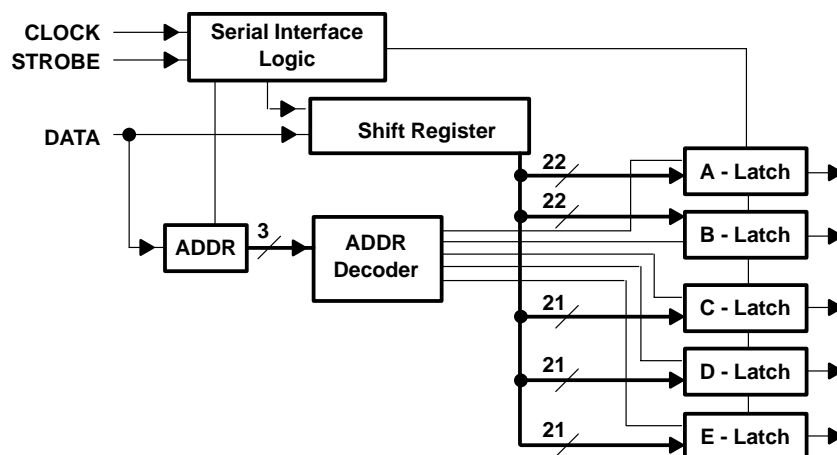 CLOCK
STROBE
Serial Interface
Logic
DATA
Shift Register
22
A - Latch
22
B - Latch
ADDR
3
ADDR
Decoder
21
C - Latch
21
D - Latch
21
E - Latch